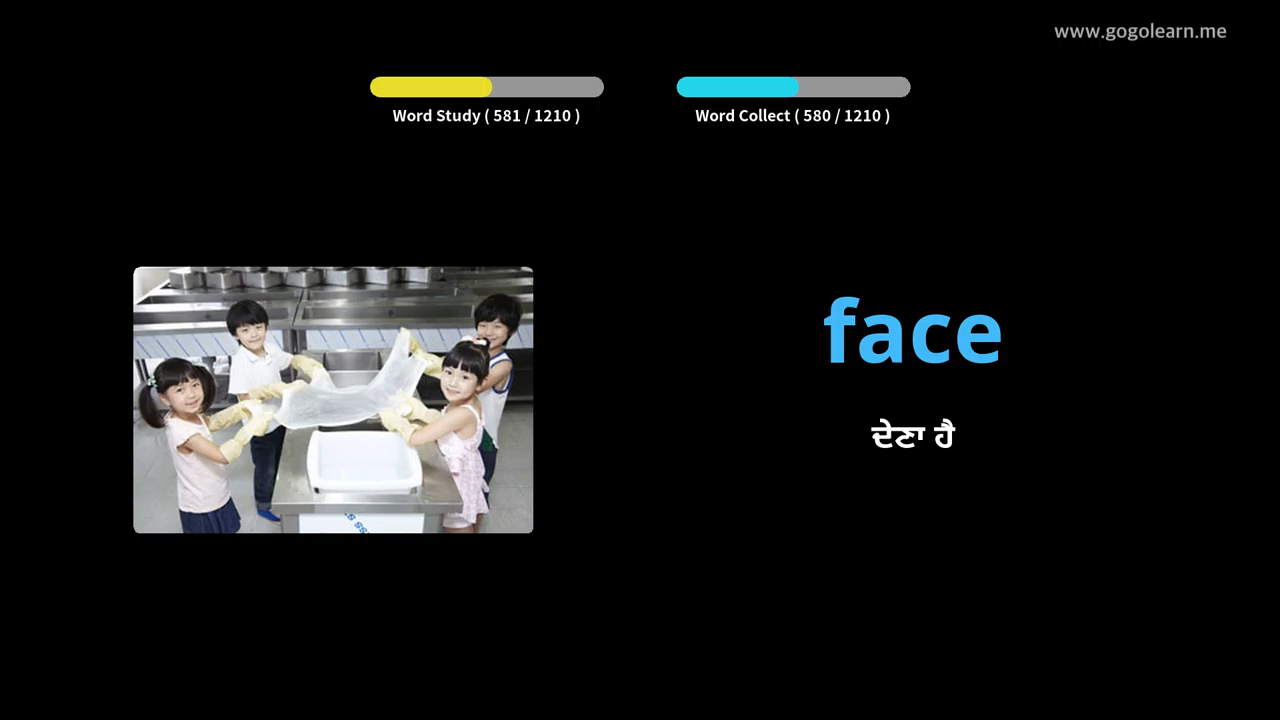 www.gogolearn.me
Word Study ( 581 / 1210 )
Word Collect ( 580 / 1210 )
face
ਦੇਣਾ ਹੈ